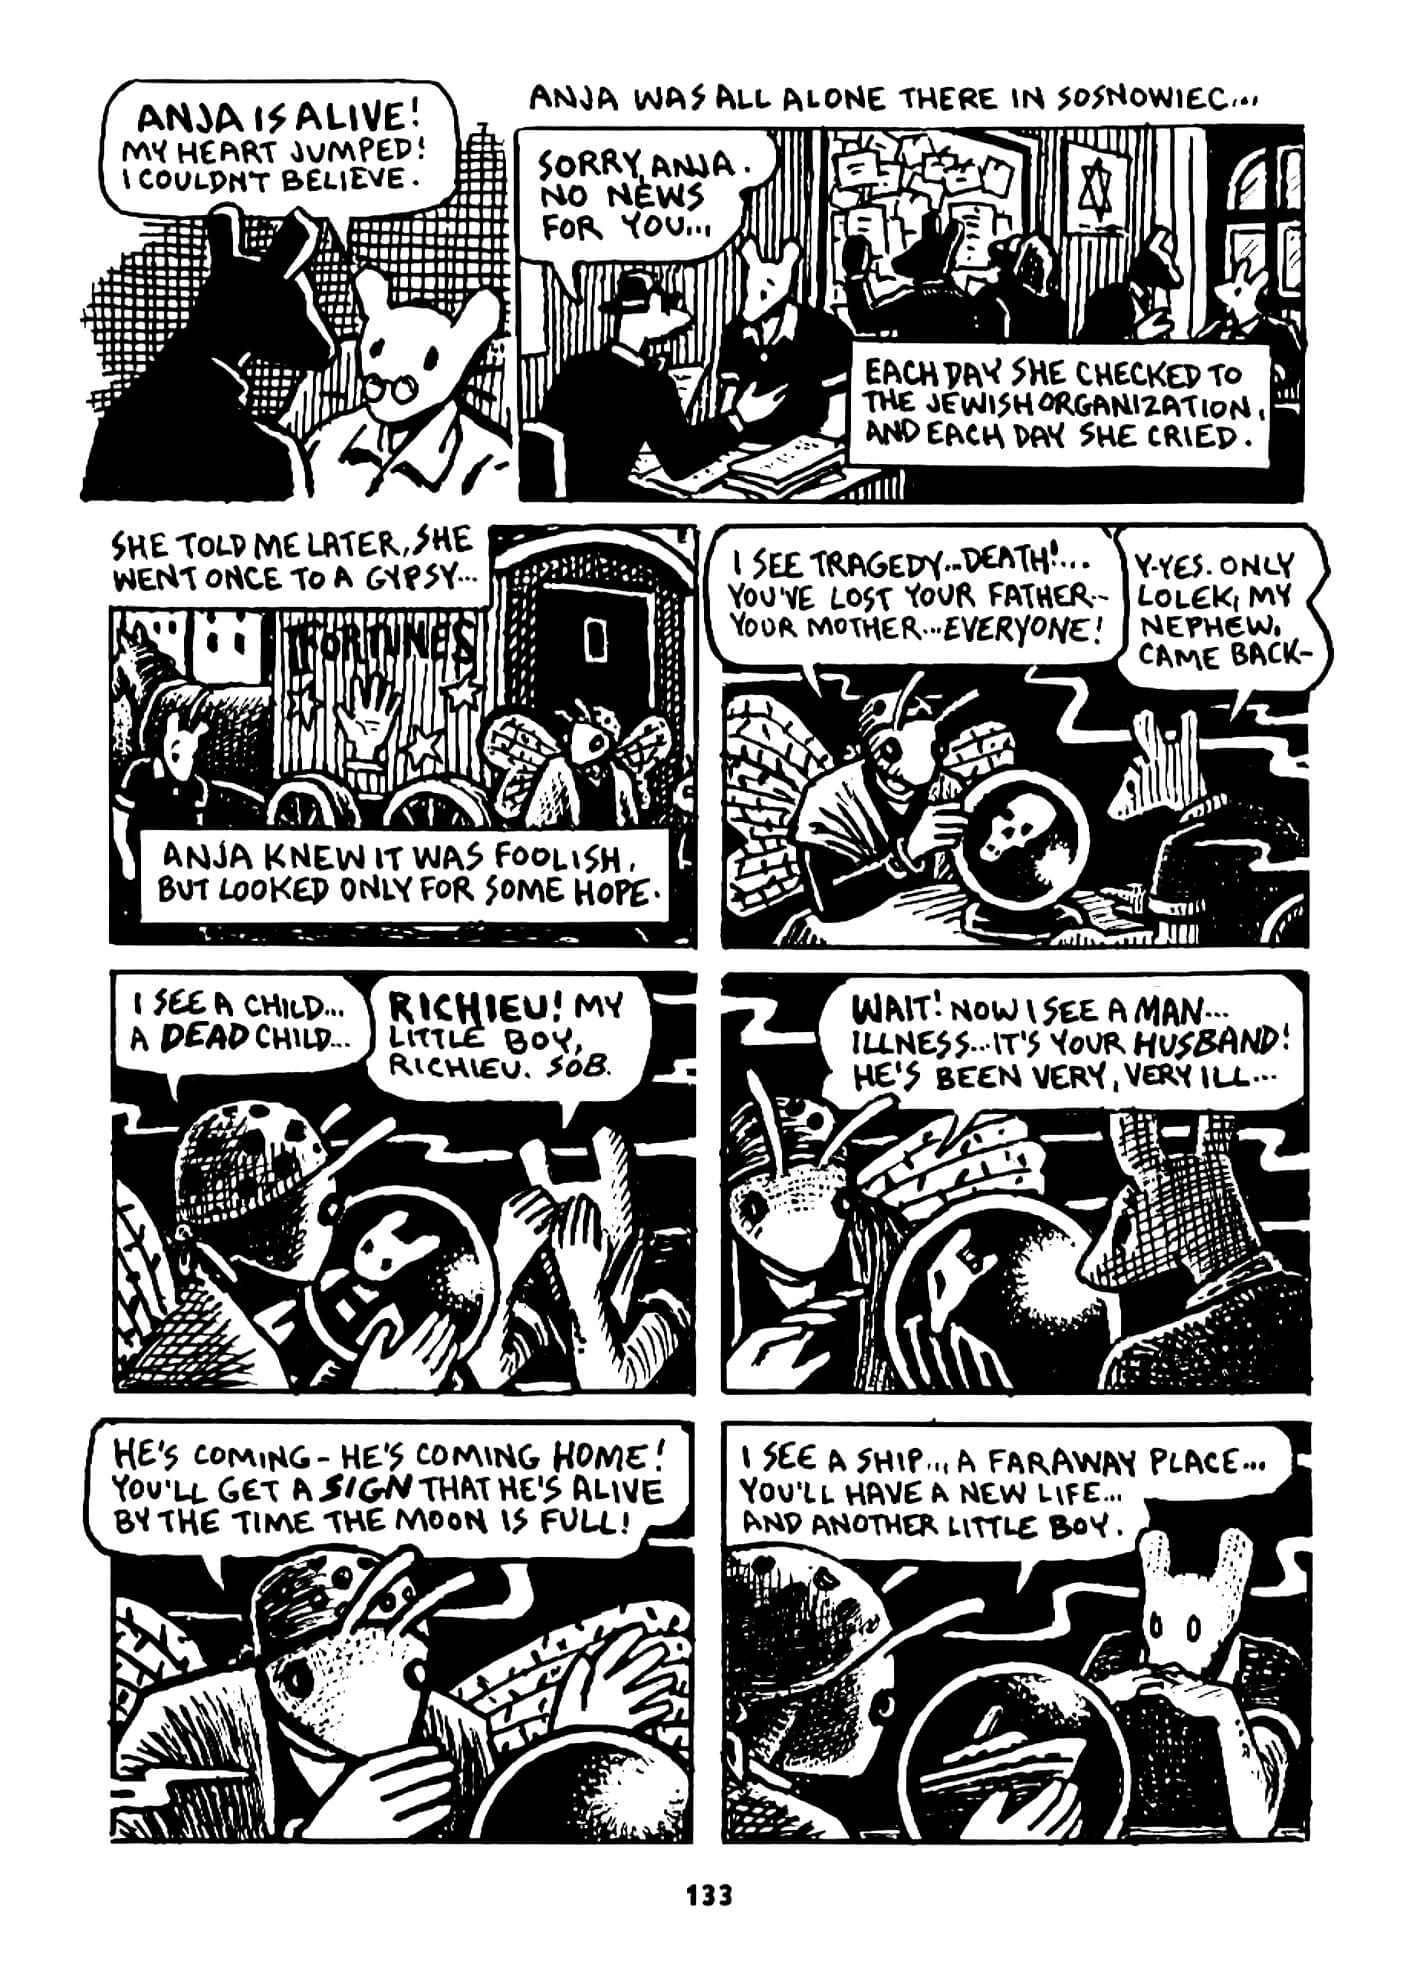 ANJA IS ALIVE!
MY HEART JUMPED!
I COULDN'T BELIEVE.
ANJA WAS ALL ALONE THERE IN SOSNOWIEC...
SORRY, ANJA.
NO NEWS
FOR YOU...
EACH DAY SHE CHECKED TO
THE JEWISH ORGANIZATION,
AND EACH DAY SHE CRIED.
SHE TOLD ME LATER, SHE
WENT ONCE TO A GYPSY...
FORTUNES
ANJA KNEW IT WAS FOOLISH,
BUT LOOKED ONLY FOR SOME HOPE.
I SEE TRAGEDY...DEATH!...
YOU'VE LOST YOUR FATHER--
YOUR MOTHER...EVERYONE!
Y-YES. ONLY
LOLEK, MY
NEPHEW,
CAME BACK-
I SEE A CHILD...
A DEAD CHILD...
RICHIEU! MY
LITTLE BOY,
RICHIEU. SOB.
WAIT! NOW I SEE A MAN...
ILLNESS...IT'S YOUR HUSBAND!
HE'S BEEN VERY, VERY ILL...
HE'S COMING - HE'S COMING HOME!
YOU'LL GET A SIGN THAT HE'S ALIVE
BY THE TIME THE MOON IS FULL!
I SEE A SHIP... A FARAWAY PLACE...
YOU'LL HAVE A NEW LIFE...
AND ANOTHER LITTLE BOY.
133